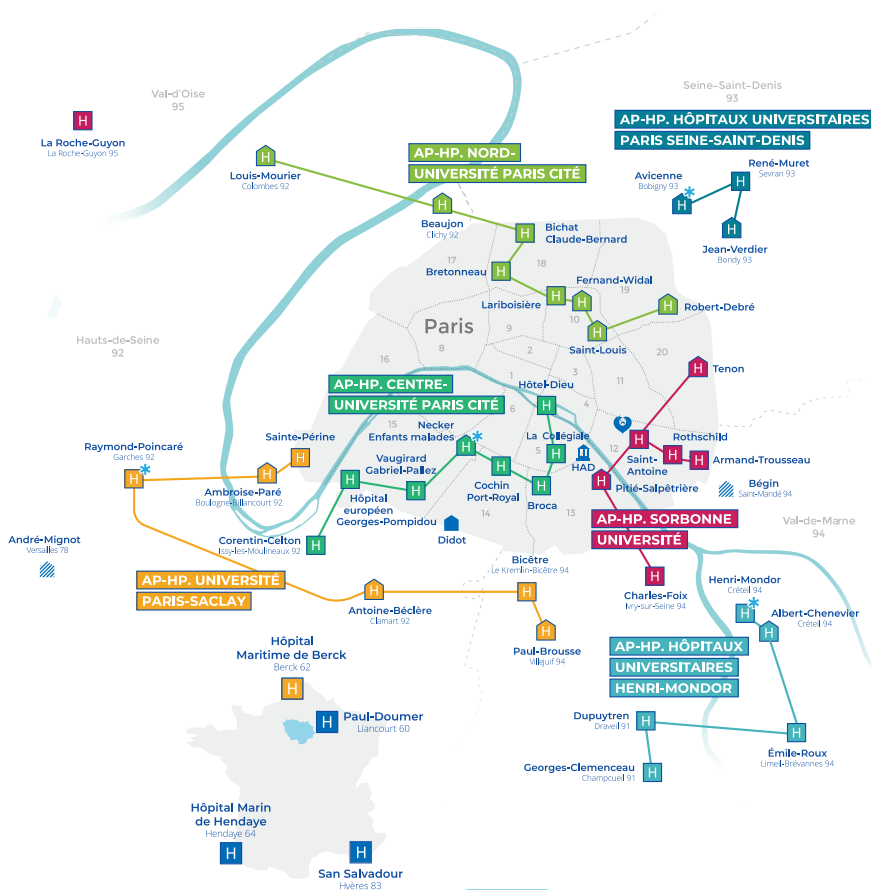 Val-d'Oise
95
Seine-Saint-Denis
93
H
La Roche-Guyon
La Roche-Guyon 95
AP-HP. HÔPITAUX UNIVERSITAIRES
PARIS SEINE-SAINT-DENIS
AP-HP. NORD-
UNIVERSITÉ PARIS CITÉ
H
Louis-Mourier
Colombes 92
Avicenne
Bobigny 93
H
*
René-Muret
Sevran 93
H
H
Jean-Verdier
Bondy 93
H
Beaujon
Clichy 92
H
Bichat
Claude-Bernard
17
18
Bretonneau
H
Fernand-Widal
19
Lariboisière
H
H
Robert-Debré
H
Paris
9
10
H
Saint-Louis
Hauts-de-Seine
92
16
8
2
3
20
1
11
Tenon
H
Hôtel-Dieu
H
AP-HP. CENTRE-
UNIVERSITÉ PARIS CITÉ
15
7
6
4
Necker
Enfants malades
H
*
La Collégiale
H
5
HAD
12
H
Saint-
Antoine
Rothschild
H
H
Armand-Trousseau
Raymond-Poincaré
Garches 92
H
*
Sainte-Périne
H
H
Ambroise-Paré
Boulogne-Billancourt 92
Vaugirard
Gabriel-Pallez
H
H
Hôpital
européen
Georges-Pompidou
H
Cochin
Port-Royal
H
Broca
H
Pitié-Salpêtrière
Bégin
Saint-Mandé 94
14
13
Didot
Corentin-Celton
Issy-les-Moulineaux 92
H
AP-HP. SORBONNE
UNIVERSITÉ
Val-de-Marne
94
André-Mignot
Versailles 78
AP-HP. UNIVERSITÉ
PARIS-SACLAY
Bicêtre
Le Kremlin-Bicêtre 94
H
H
Antoine-Béclère
Clamart 92
H
Charles-Foix
Ivry-sur-Seine 94
Henri-Mondor
Créteil 94
H
*
Albert-Chenevier
Créteil 94
H
H
Paul-Brousse
Villejuif 94
AP-HP. HÔPITAUX
UNIVERSITAIRES
HENRI-MONDOR
Hôpital
Maritime de Berck
Berck 62
H
H
Paul-Doumer
Liancourt 60
Dupuytren
Draveil 91
H
H
Émile-Roux
Limeil-Brévannes 94
Georges-Clemenceau
Champcueil 91
H
Hôpital Marin
de Hendaye
Hendaye 64
H
H
San Salvadour
Hyères 83